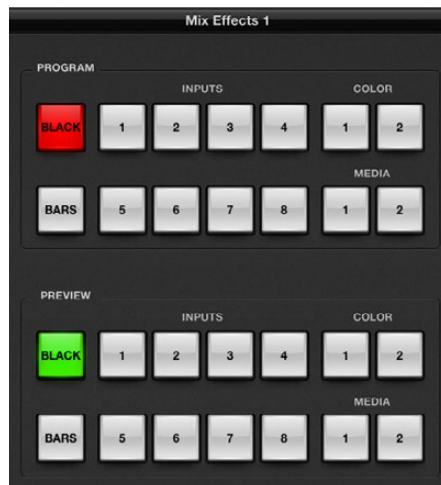 Mix Effects 1
PROGRAM
INPUTS COLOR
BLACK 1 2 3 4 1 2
MEDIA
BARS 5 6 7 8 1 2
PREVIEW
INPUTS COLOR
BLACK 1 2 3 4 1 2
MEDIA
BARS 5 6 7 8 1 2